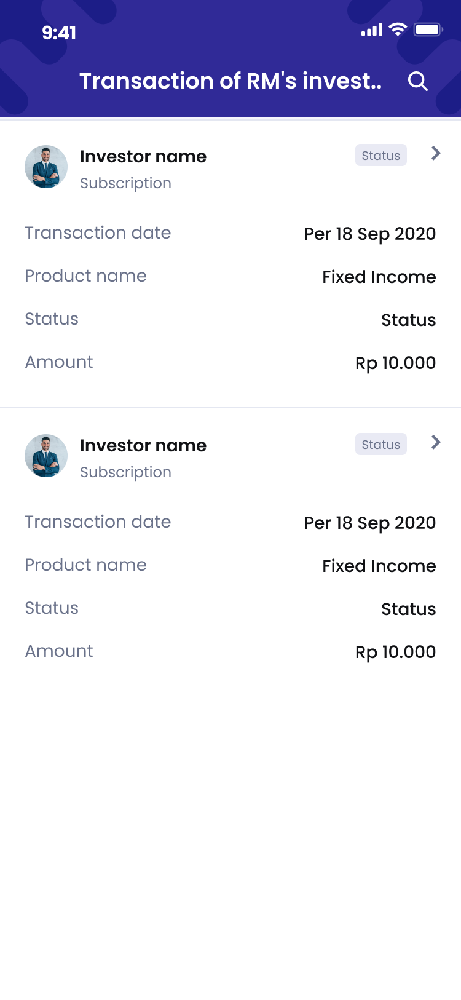 9:41
Transaction of RM's invest..
Investor name
Status
Subscription
Transaction date
Per 18 Sep 2020
Product name
Fixed Income
Status
Status
Amount
Rp 10.000
Investor name
Status
Subscription
Transaction date
Per 18 Sep 2020
Product name
Fixed Income
Status
Status
Amount
Rp 10.000